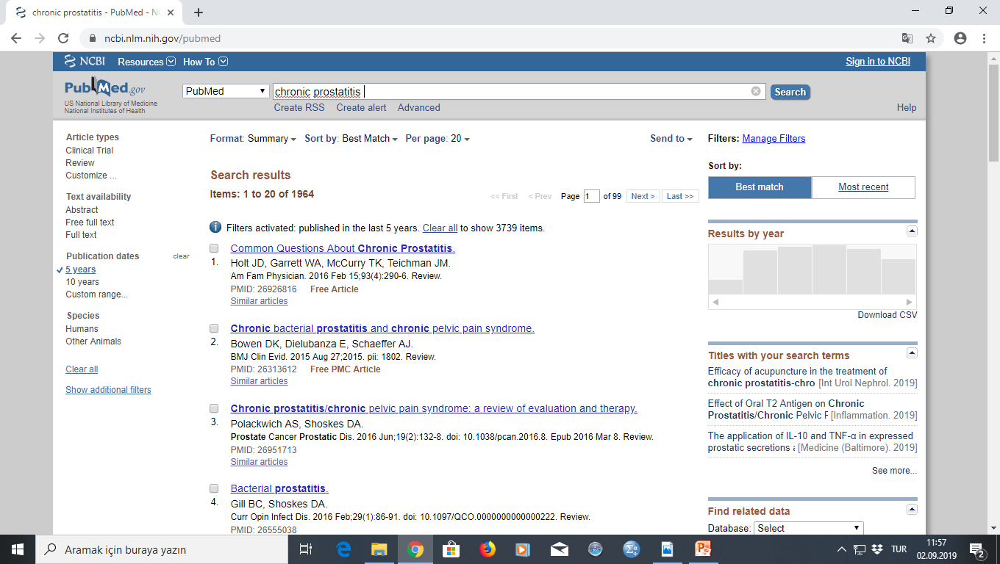 chronic prostatitis - PubMed - NC
ncbi.nlm.nih.gov/pubmed
NCBI Resources How To Sign in to NCBI
PubMed.gov
US National Library of Medicine
National Institutes of Health
PubMed chronic prostatitis Search
Create RSS Create alert Advanced Help
Article types
Clinical Trial
Review
Customize ...
Text availability
Abstract
Free full text
Full text
Publication dates clear
5 years
10 years
Custom range...
Species
Humans
Other Animals
Clear all
Show additional filters
Format: Summary Sort by: Best Match Per page: 20 Send to
Search results
Items: 1 to 20 of 1964
<< First < Prev Page 1 of 99 Next > Last >>
Filters activated: published in the last 5 years. Clear all to show 3739 items.
Common Questions About Chronic Prostatitis.
1. Holt JD, Garrett WA, McCurry TK, Teichman JM.
Am Fam Physician. 2016 Feb 15;93(4):290-6. Review.
PMID: 26926816 Free Article
Similar articles
Chronic bacterial prostatitis and chronic pelvic pain syndrome.
2. Bowen DK, Dielubanza E, Schaeffer AJ.
BMJ Clin Evid. 2015 Aug 27;2015. pii: 1802. Review.
PMID: 26313612 Free PMC Article
Similar articles
Chronic prostatitis/chronic pelvic pain syndrome: a review of evaluation and therapy.
3. Polackwich AS, Shoskes DA.
Prostate Cancer Prostatic Dis. 2016 Jun;19(2):132-8. doi: 10.1038/pcan.2016.8. Epub 2016 Mar 8. Review.
PMID: 26951713
Similar articles
Bacterial prostatitis.
4. Gill BC, Shoskes DA.
Curr Opin Infect Dis. 2016 Feb;29(1):86-91. doi: 10.1097/QCO.0000000000000222. Review.
PMID: 26555038
Filters: Manage Filters
Sort by:
Best match Most recent
Results by year
Download CSV
Titles with your search terms
Efficacy of acupuncture in the treatment of
chronic prostatitis-chro [Int Urol Nephrol. 2019]
Effect of Oral T2 Antigen on Chronic
Prostatitis/Chronic Pelvic F [Inflammation. 2019]
The application of IL-10 and TNF-α in expressed
prostatic secretions a [Medicine (Baltimore). 2019]
See more...
Find related data
Database: Select
Aramak için buraya yazın
TUR
11:57
02.09.2019
2